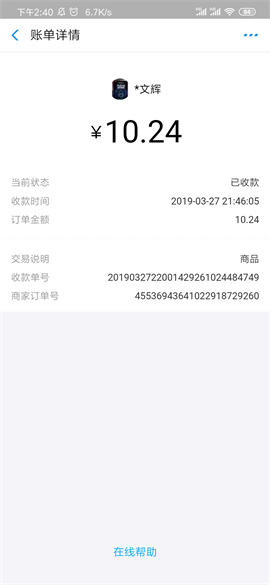 下午2:40 6.7K/s 64
账单详情
*文辉
¥10.24
当前状态 已收款
收款时间 2019-03-27 21:46:05
订单金额 10.24
交易说明 商品
收款单号 2019032722001429261024484749
商家订单号 45536943641022918729260
在线帮助